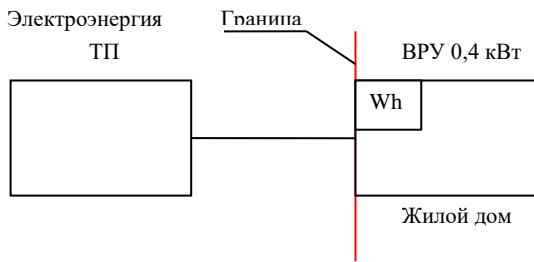 Электроэнергия
Граница
ТП
ВРУ 0,4 кВт
Wh
Жилой дом